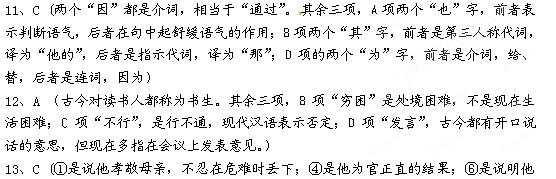 11、C（两个“因”都是介词，相当于“通过”。其余三项，A项两个“也”字，前者表
示判断语气，后者在句中起舒缓语气的作用；B项两个“其”字，前者是第三人称代词，
译为“他的”，后者是指示代词，译为“那”；D项的两个“为”字，前者是介词，给、
替，后者是连词，因为）
12、A （古今对读书人都称为书生。其余三项，B项“穷困”是处境困难，不是现在生
活困难；C 项“不行”，是行不通，现代汉语表示否定；D 项“发言”，古今都有开口说
话的意思，但现在多指在会议上发表意见。）
13、C（①是说他孝敬母亲，不忍在危难时丢下；④是他为官正直的结果；⑥是说明他